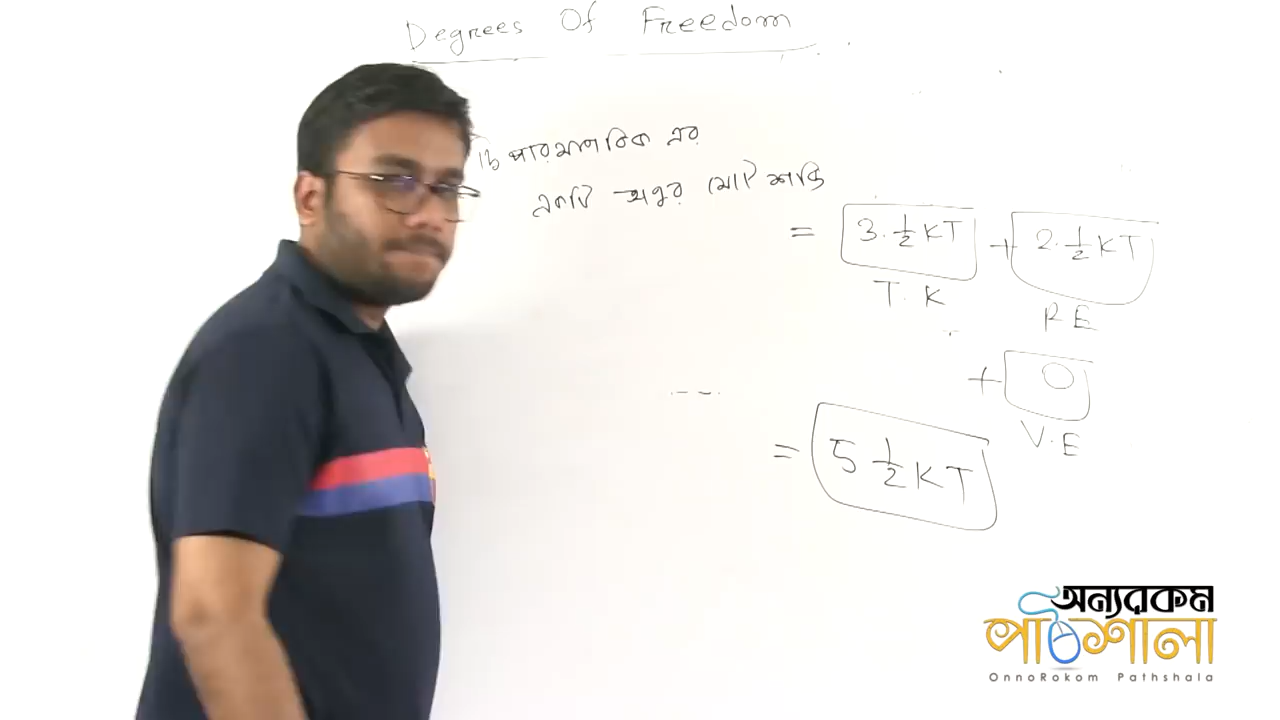 Degrees Of Freedom
দ্বি পারমাণবিক এর
একটি অণুর মোট শক্তি
= 3. 1/2 KT + 2. 1/2 KT
T. K
R E
+ 0
V. E
= 5 1/2 KT
অন্যরকম
পাঠশালা
OnnoRokom Pathshala